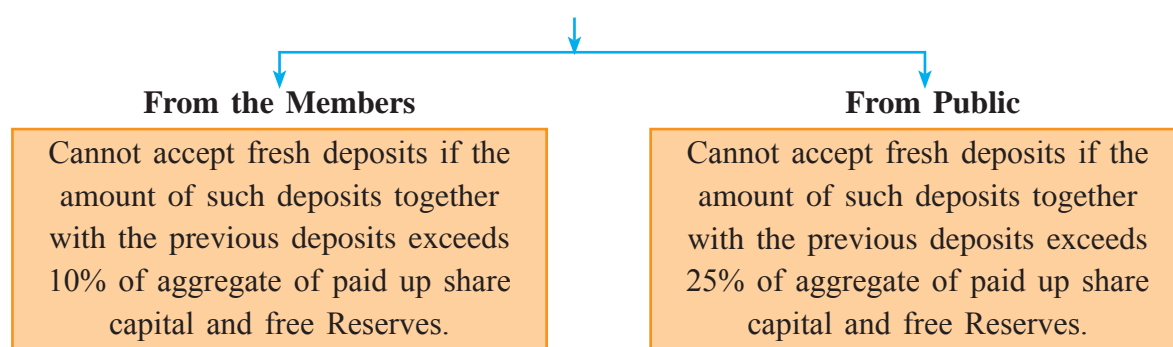 From the Members
Cannot accept fresh deposits if the
amount of such deposits together
with the previous deposits exceeds
10% of aggregate of paid up share
capital and free Reserves.
From Public
Cannot accept fresh deposits if the
amount of such deposits together
with the previous deposits exceeds
25% of aggregate of paid up share
capital and free Reserves.